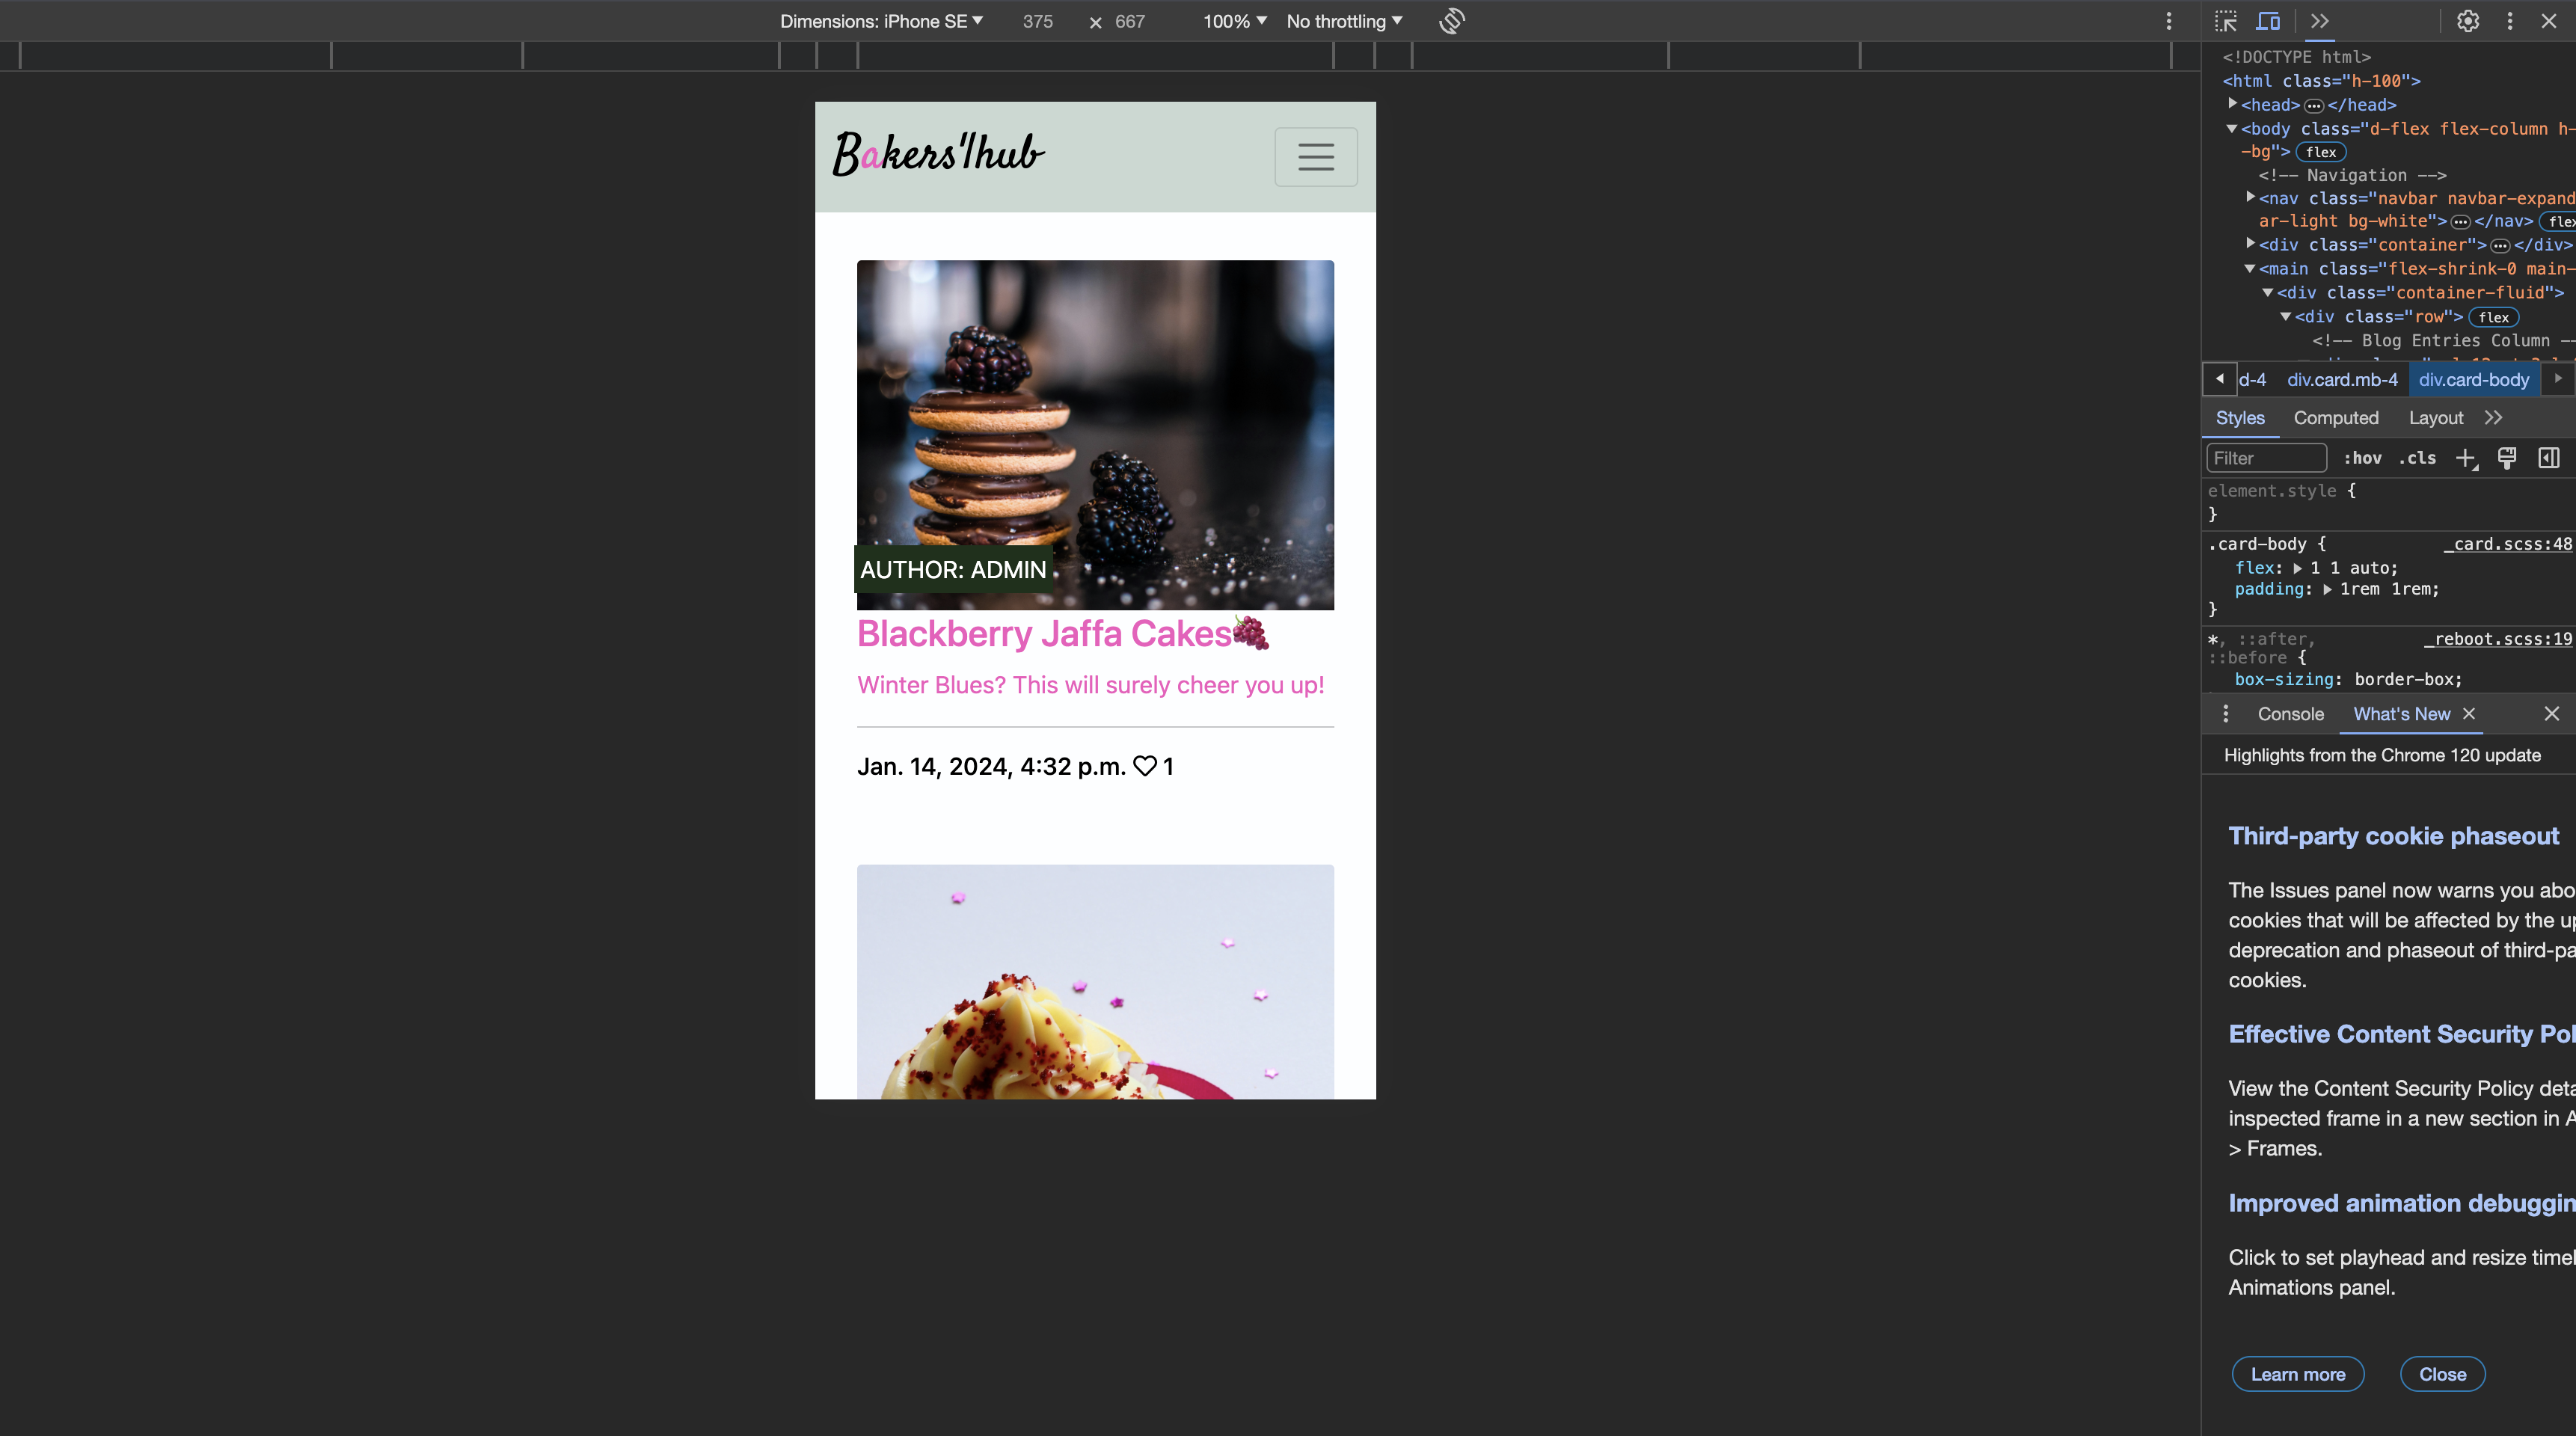 Dimensions: iPhone SE 375 × 667 100% No throttling
Bakers'lhub
AUTHOR: ADMIN
Blackberry Jaffa Cakes🍇
Winter Blues? This will surely cheer you up!
Jan. 14, 2024, 4:32 p.m. ♡ 1
<!DOCTYPE html>
<html class="h-100">
<head> ••• </head>
<body class="d-flex flex-column h-
-bg"> flex
<!-- Navigation -->
<nav class="navbar navbar-expand
ar-light bg-white"> ••• </nav> flex
<div class="container"> ••• </div>
<main class="flex-shrink-0 main-
<div class="container-fluid">
<div class="row"> flex
<!-- Blog Entries Column --
d-4 div.card.mb-4 div.card-body
Styles Computed Layout
Filter :hov .cls
element.style {
}
.card-body { _card.scss:48
flex: 1 1 auto;
padding: 1rem 1rem;
}
*, ::after, _reboot.scss:19
::before {
box-sizing: border-box;
Console What's New
Highlights from the Chrome 120 update
Third-party cookie phaseout
The Issues panel now warns you abo
cookies that will be affected by the up
deprecation and phaseout of third-pa
cookies.
Effective Content Security Pol
View the Content Security Policy deta
inspected frame in a new section in A
> Frames.
Improved animation debuggin
Click to set playhead and resize timel
Animations panel.
Learn more Close